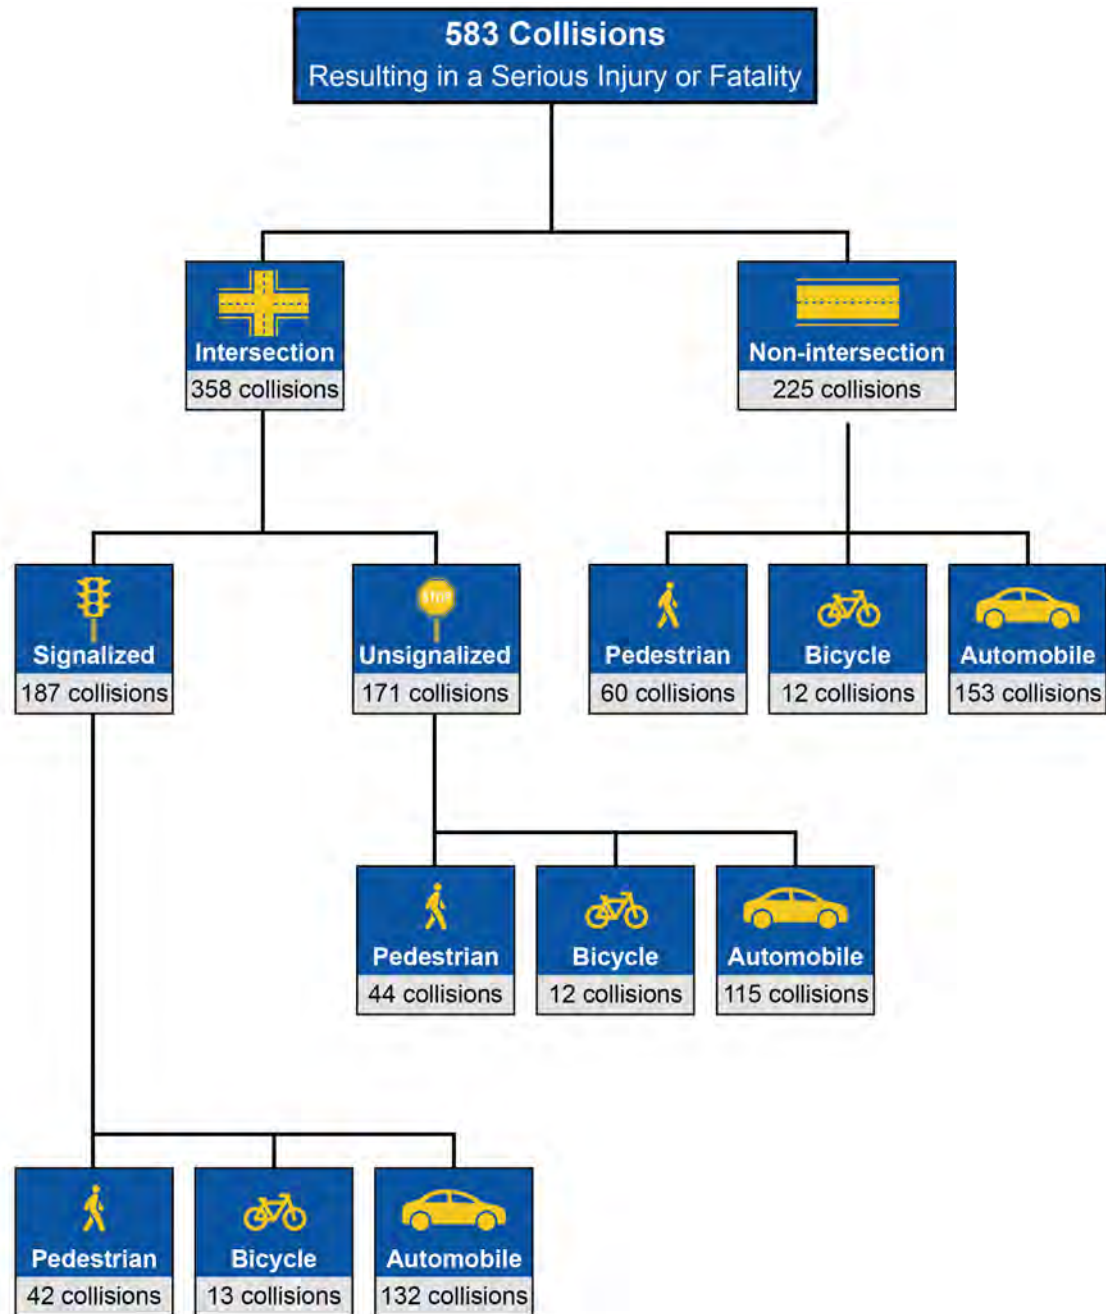 583 Collisions
Resulting in a Serious Injury or Fatality
Intersection
358 collisions
Non-intersection
225 collisions
Signalized
187 collisions
STOP
Unsignalized
171 collisions
Pedestrian
60 collisions
Bicycle
12 collisions
Automobile
153 collisions
Pedestrian
44 collisions
Bicycle
12 collisions
Automobile
115 collisions
Pedestrian
42 collisions
Bicycle
13 collisions
Automobile
132 collisions